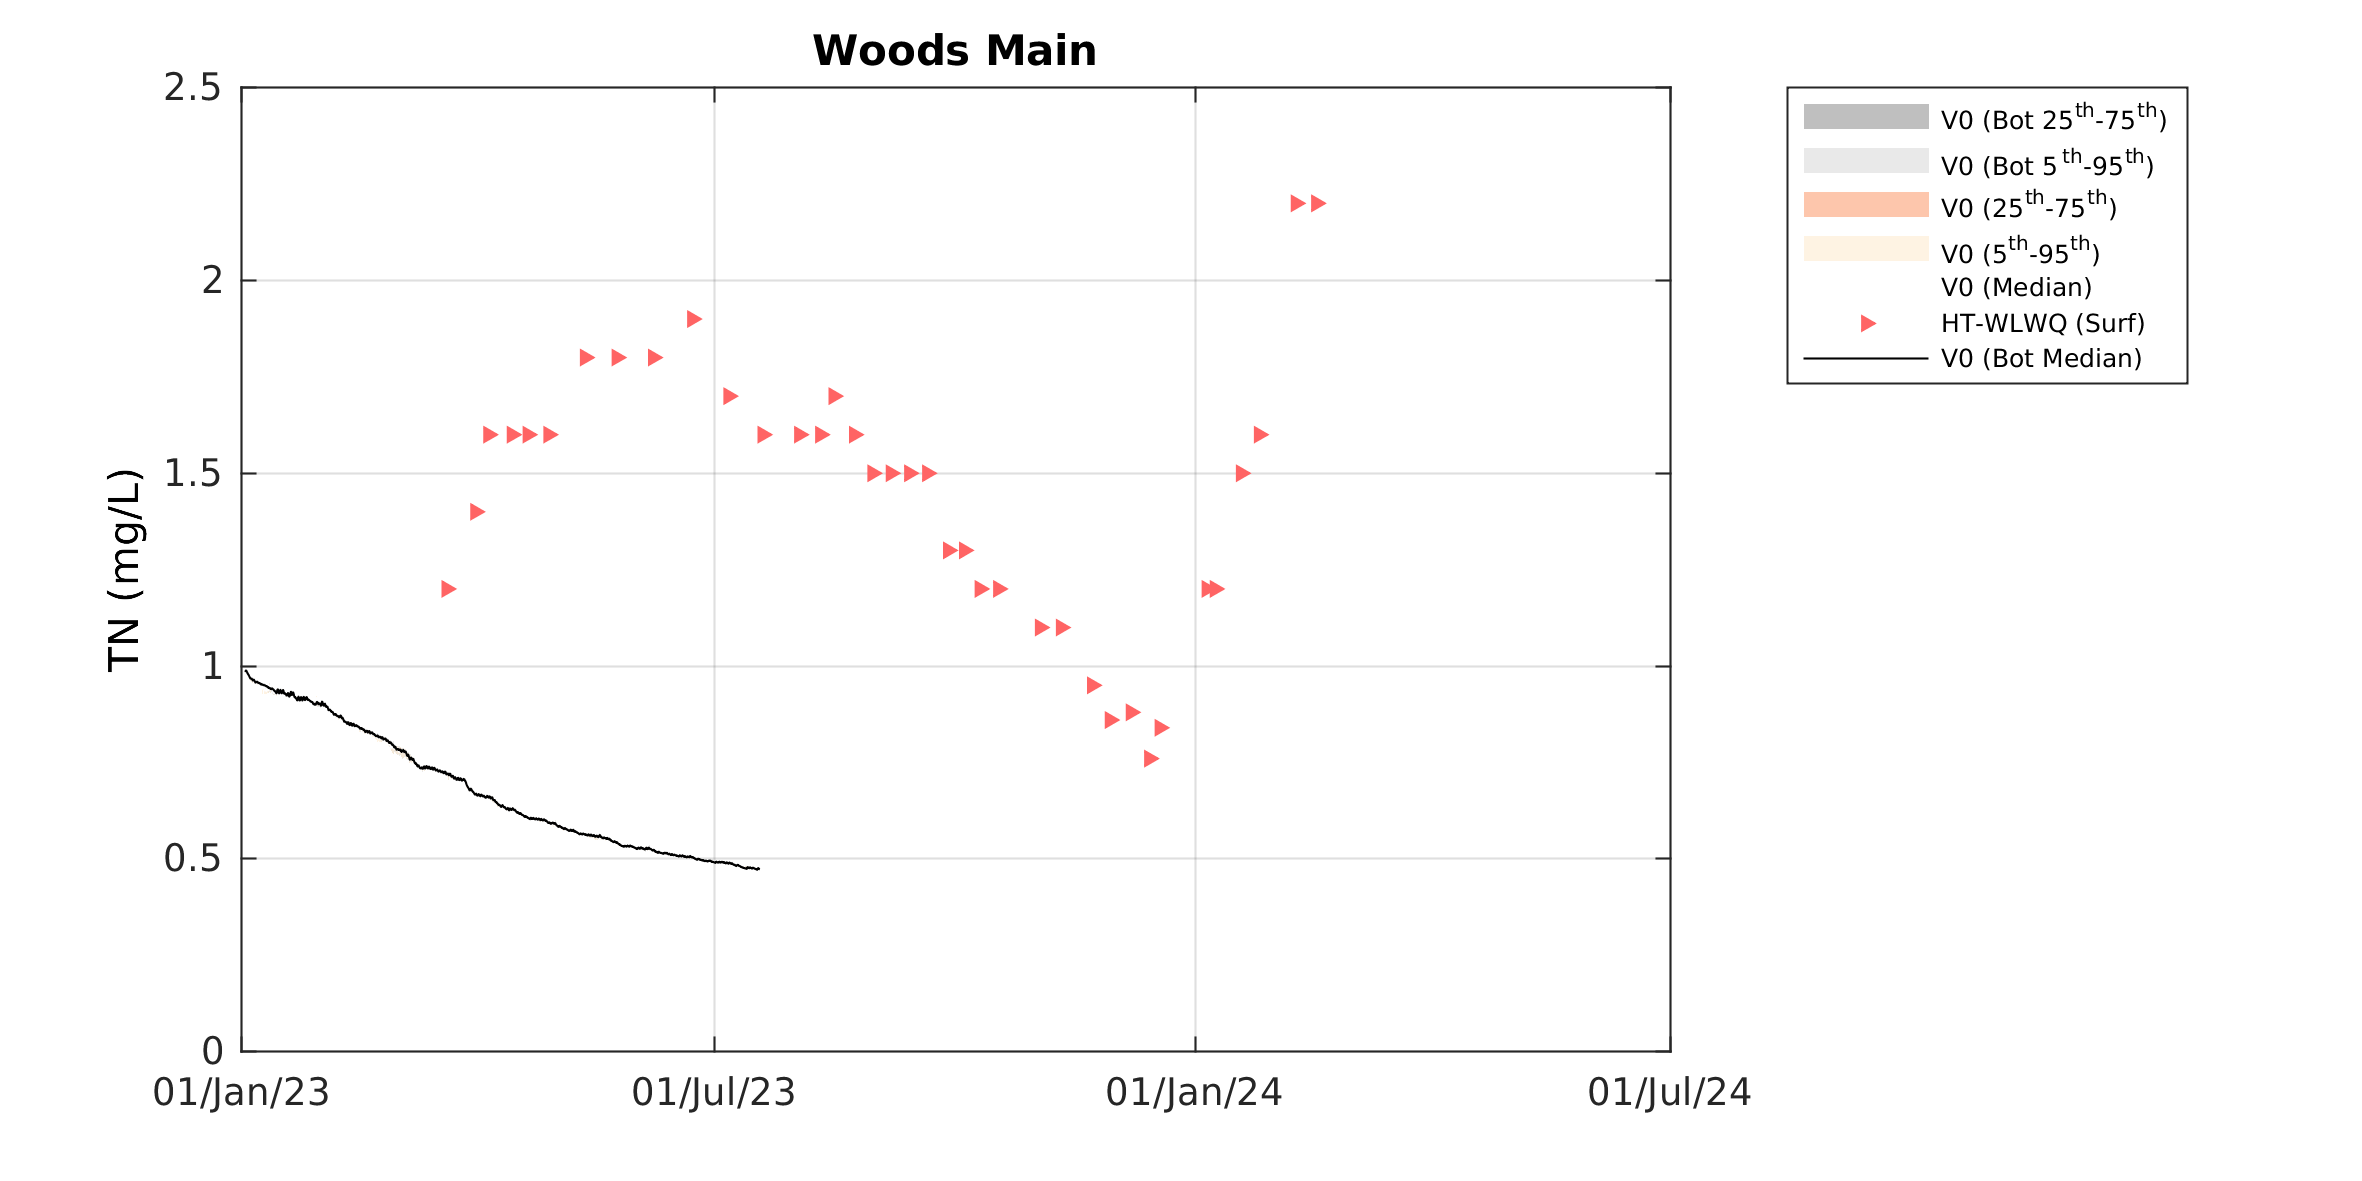 Woods Main
TN (mg/L)
2.5
2
1.5
1
0.5
0
01/Jan/23
01/Jul/23
01/Jan/24
01/Jul/24
V0 (Bot 25th-75th)
V0 (Bot 5th-95th)
V0 (25th-75th)
V0 (5th-95th)
V0 (Median)
HT-WLWQ (Surf)
V0 (Bot Median)